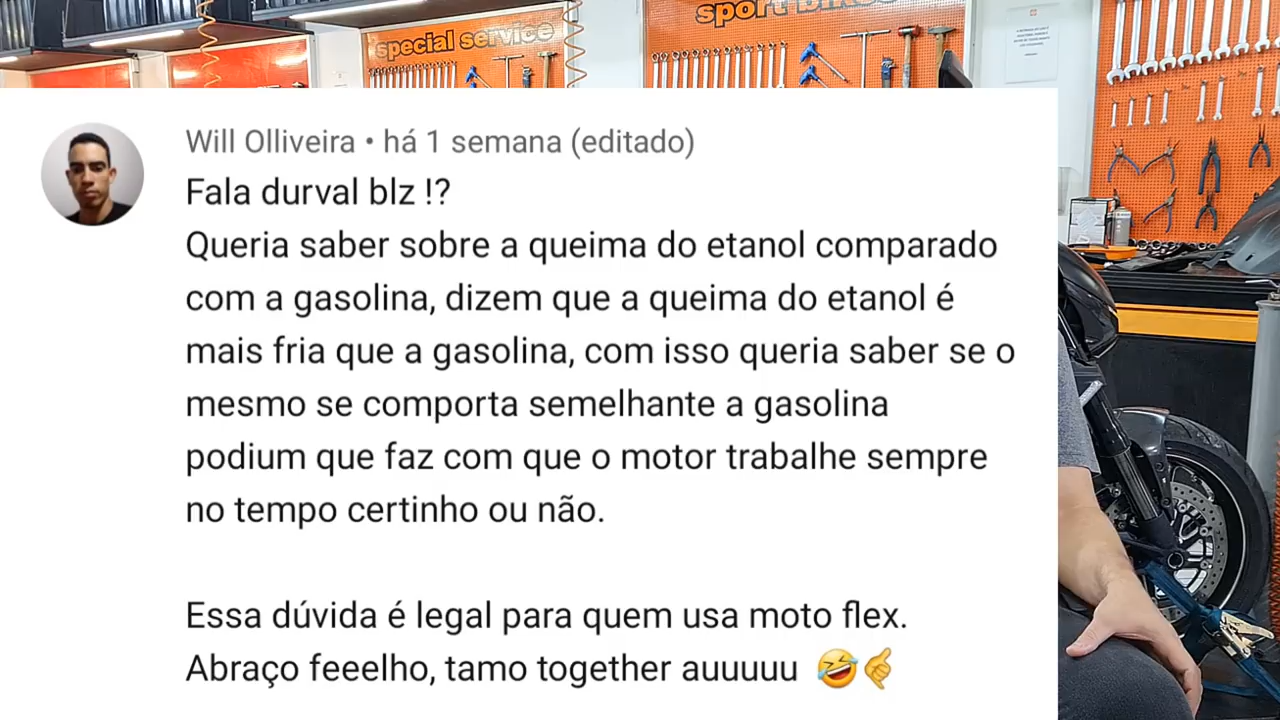 special service
sport bikes
Will Olliveira • há 1 semana (editado)
Fala durval blz !?
Queria saber sobre a queima do etanol comparado
com a gasolina, dizem que a queima do etanol é
mais fria que a gasolina, com isso queria saber se o
mesmo se comporta semelhante a gasolina
podium que faz com que o motor trabalhe sempre
no tempo certinho ou não.
Essa dúvida é legal para quem usa moto flex.
Abraço feeelho, tamo together auuuuu 🤣🤙